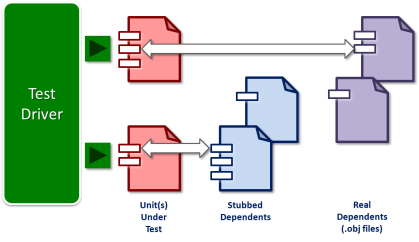 Test
Driver
Unit(s)
Under
Test
Stubbed
Dependents
Real
Dependents
(.obj files)